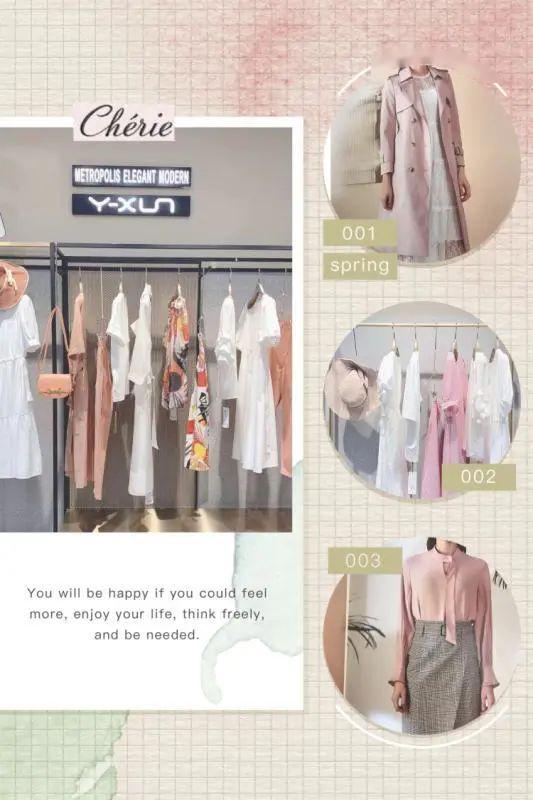 Chérie
METROPOLIS ELEGANT MODERN
Y-XUN
You will be happy if you could feel
more, enjoy your life, think freely,
and be needed.
001
spring
002
003